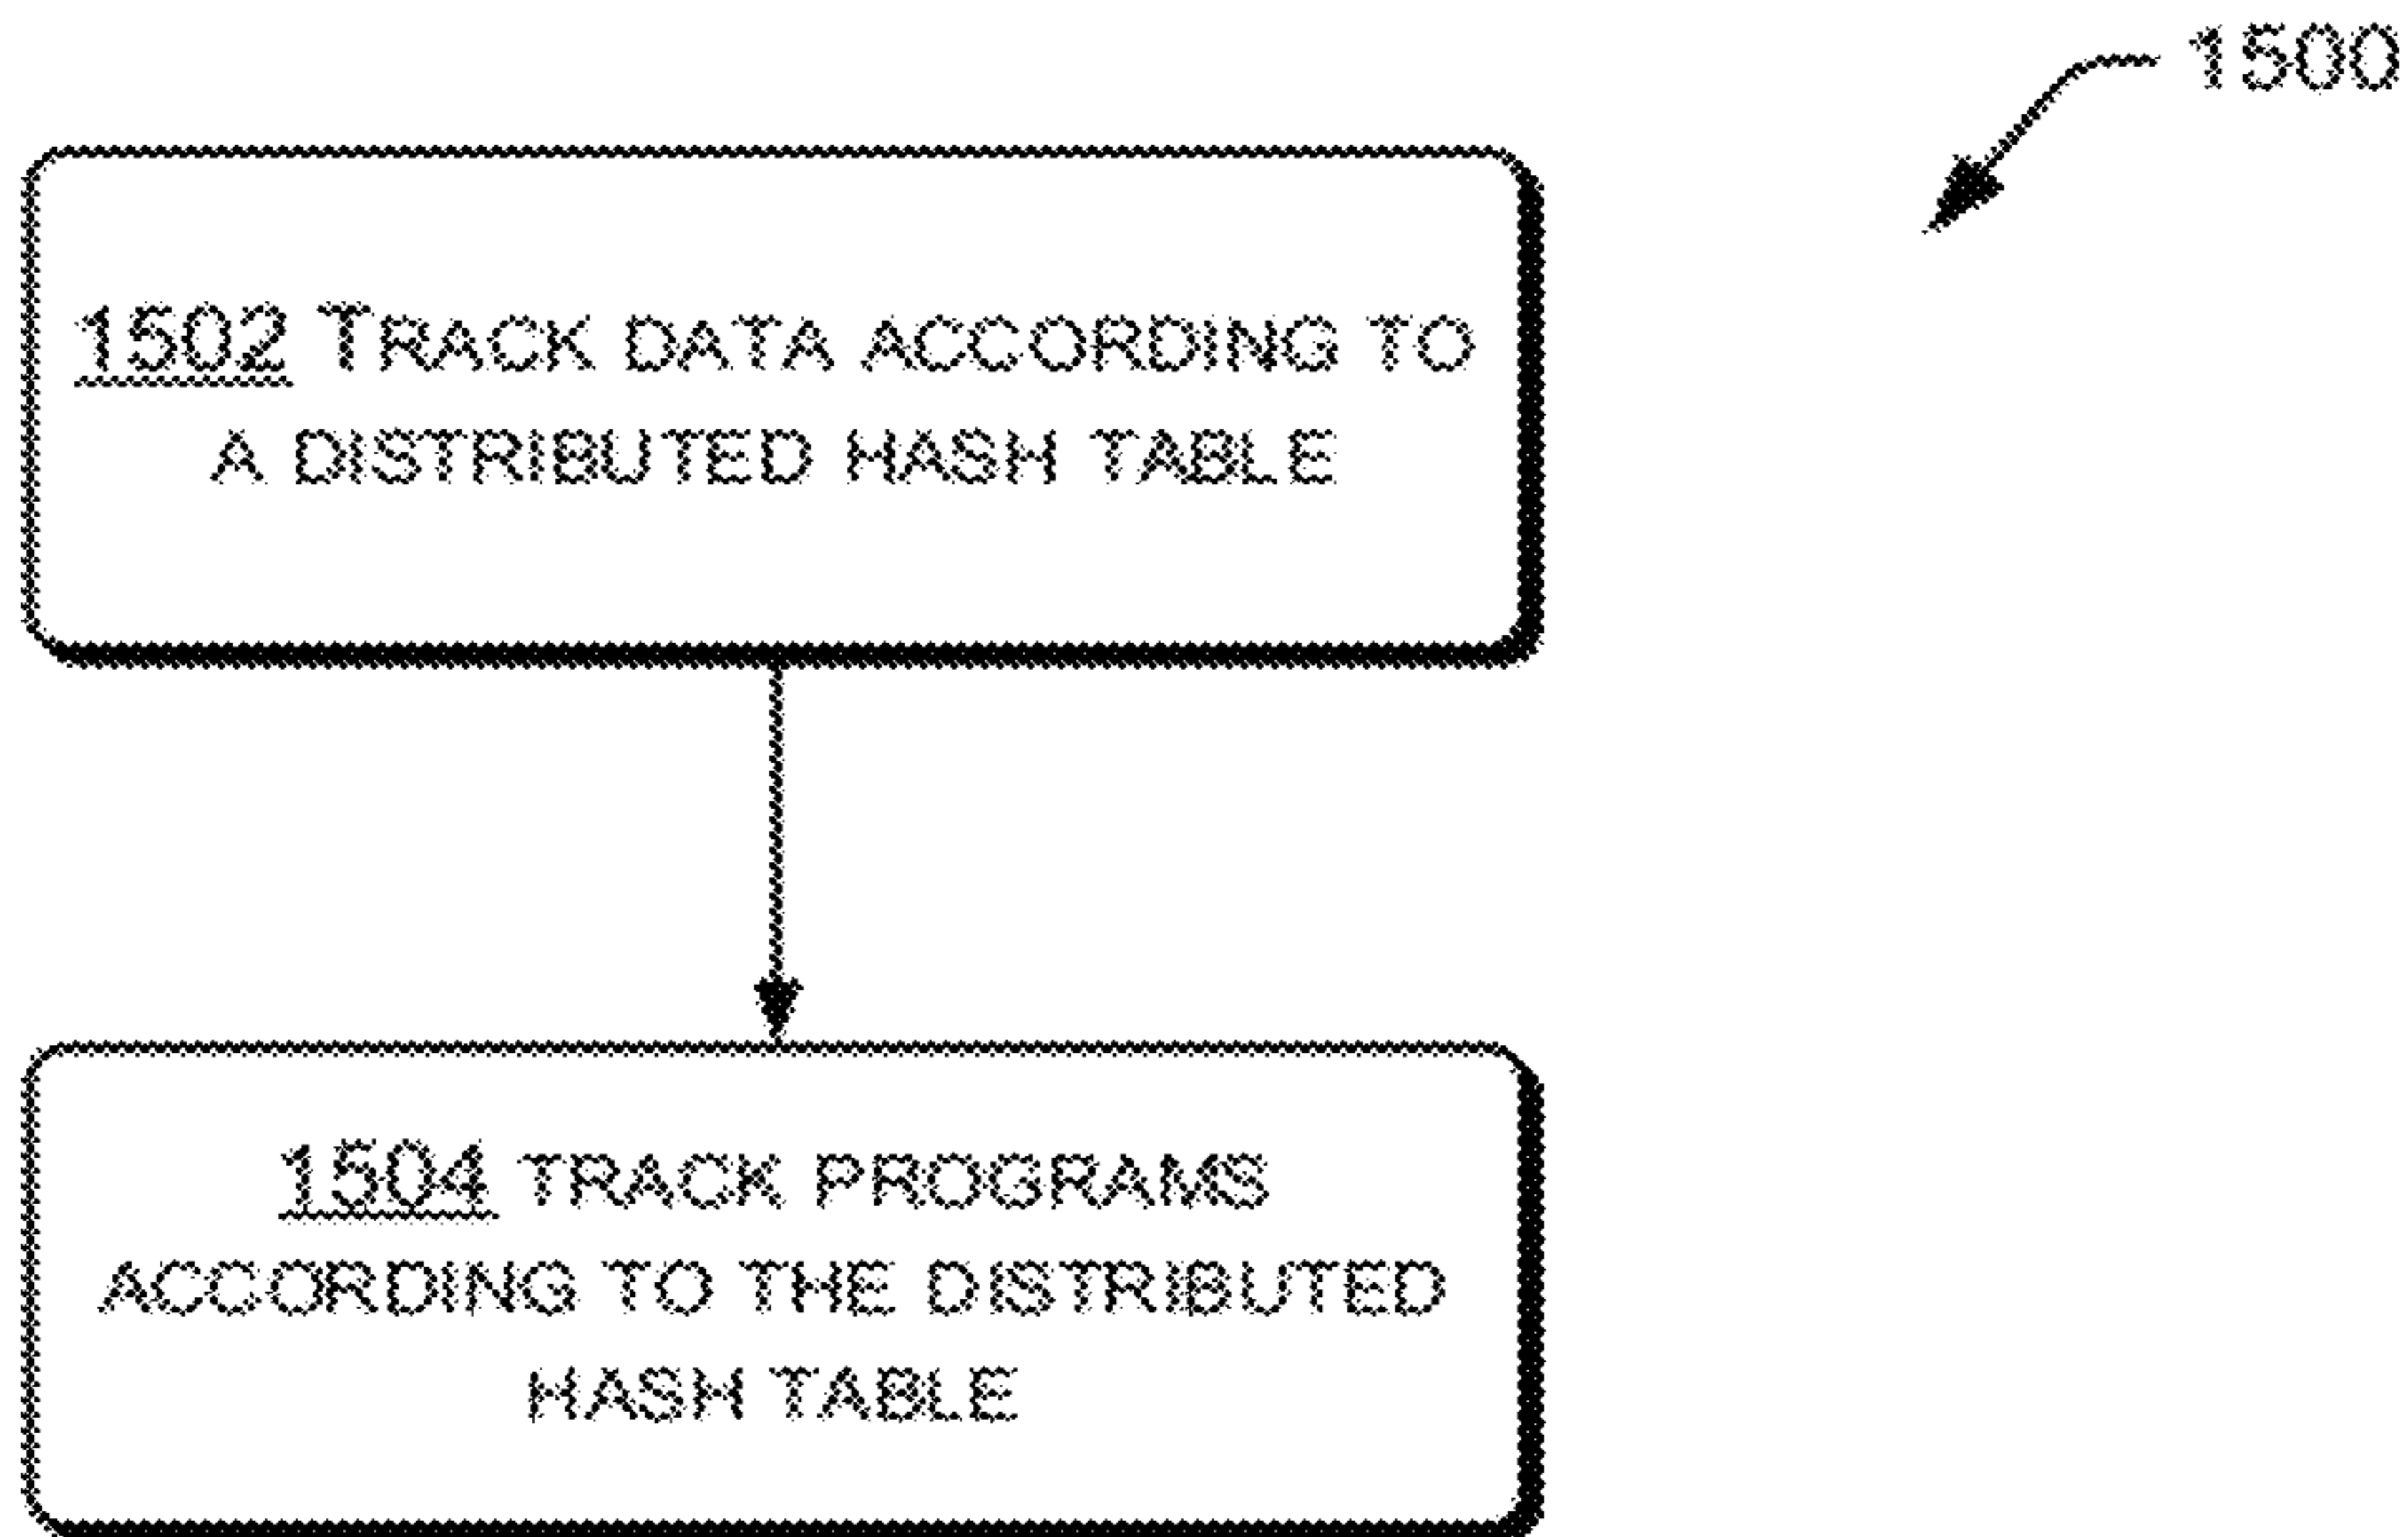 1500
1502 TRACK DATA ACCORDING TO
A DISTRIBUTED HASH TABLE
1504 TRACK PROGRAMS
ACCORDING TO THE DISTRIBUTED
HASH TABLE